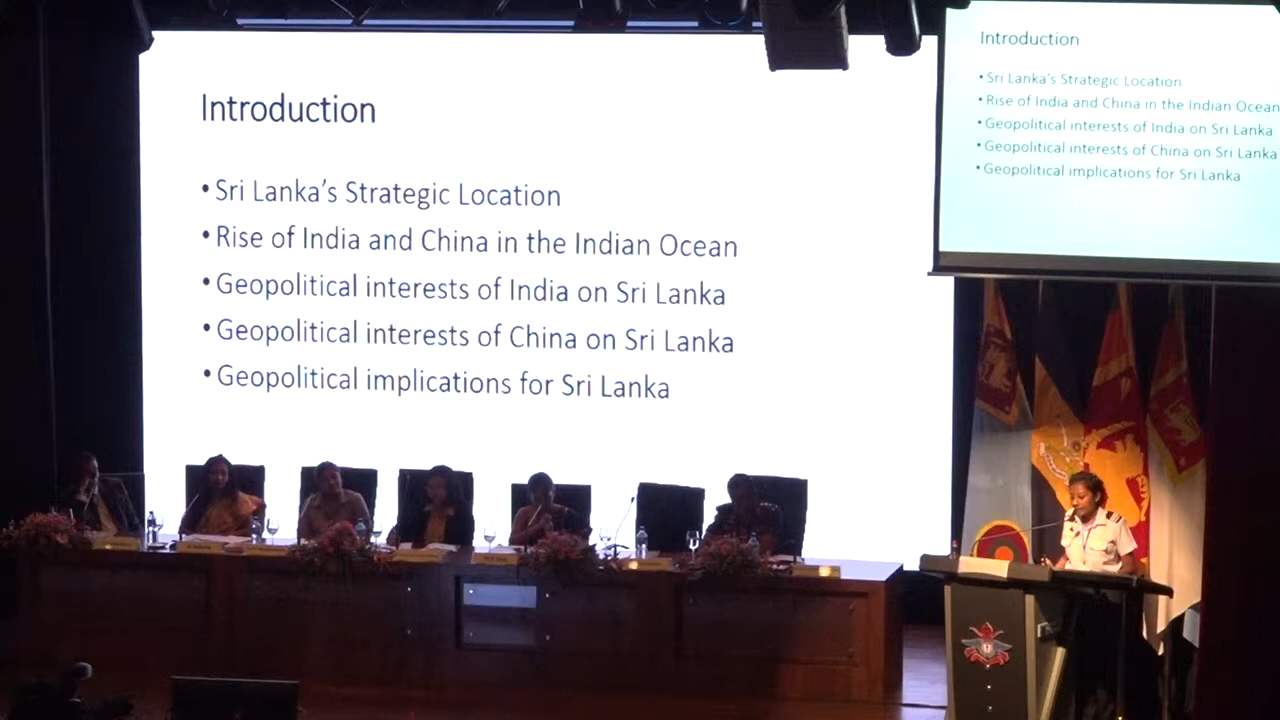 Introduction
• Sri Lanka's Strategic Location
• Rise of India and China in the Indian Ocean
• Geopolitical interests of India on Sri Lanka
• Geopolitical interests of China on Sri Lanka
• Geopolitical implications for Sri Lanka
Introduction
• Sri Lanka's Strategic Location
• Rise of India and China in the Indian Ocean
• Geopolitical interests of India on Sri Lanka
• Geopolitical interests of China on Sri Lanka
• Geopolitical implications for Sri Lanka